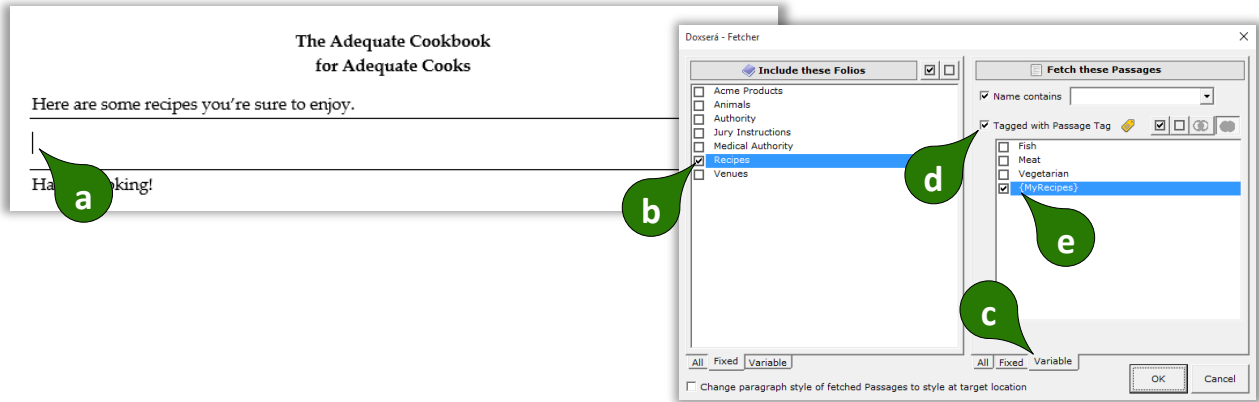 The Adequate Cookbook
for Adequate Cooks
Here are some recipes you're sure to enjoy.
a
Ha oking!
Doxserá - Fetcher
Include these Folios
Acme Products
Animals
Authority
Jury Instructions
Medical Authority
Recipes
Venues
b
All Fixed Variable
Change paragraph style of fetched Passages to style at target location
Fetch these Passages
Name contains
Tagged with Passage Tag
d
Fish
Meat
Vegetarian
{MyRecipes}
e
c
All Fixed Variable
OK Cancel